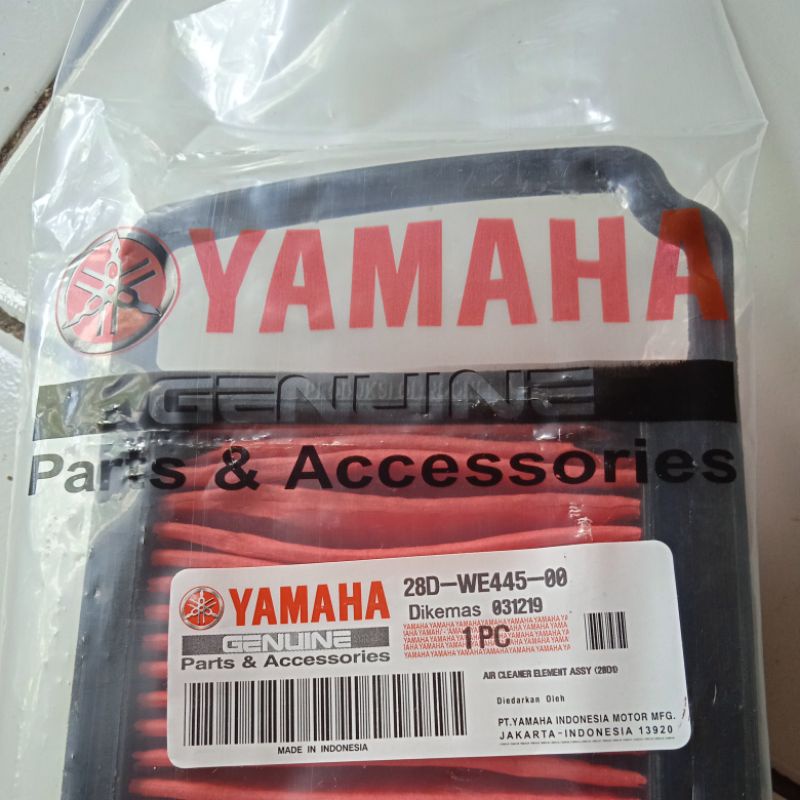 YAMAHA
GENUINE
Parts & Accessories
YAMAHA
GENUINE
Parts & Accessories
28D-WE445-00
Dikemas 031219
1 PC
AIR CLEANER ELEMENT ASSY (28D1)
Diedarkan Oleh
PT.YAMAHA INDONESIA MOTOR MFG.
JAKARTA-INDONESIA 13920
MADE IN INDONESIA